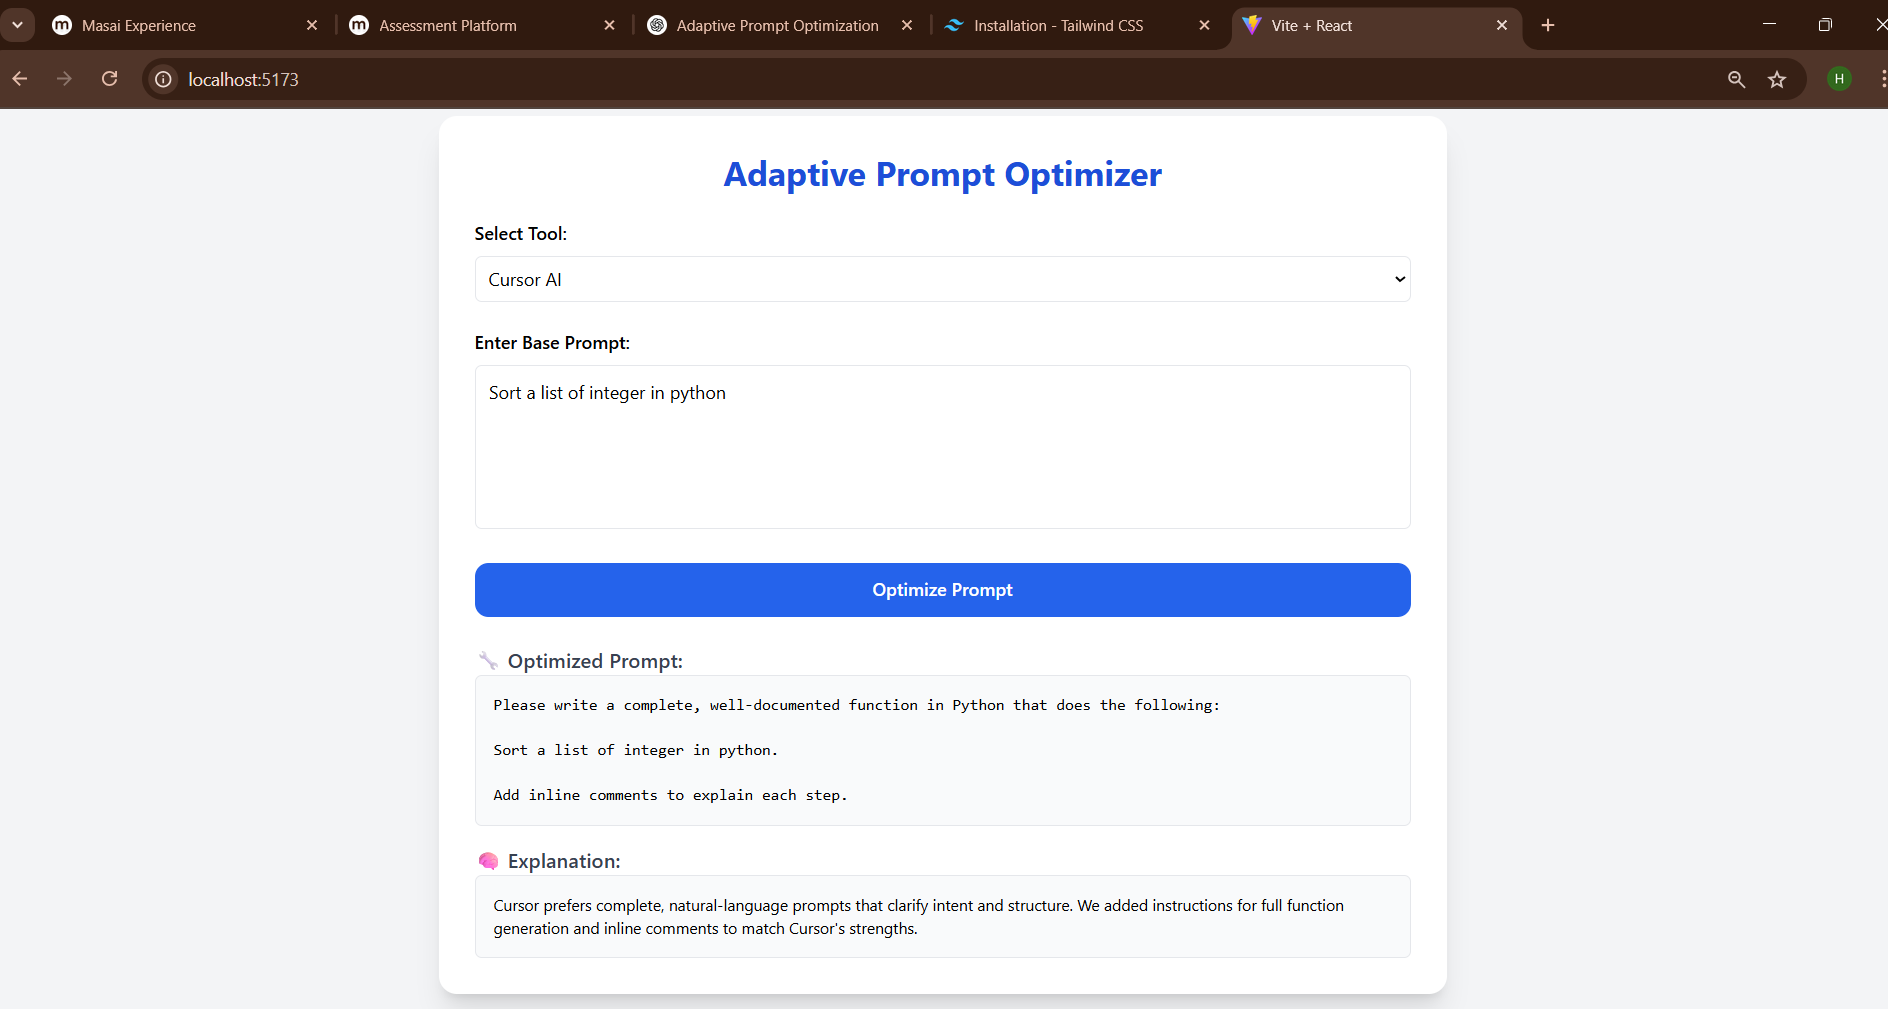 Masai Experience
Assessment Platform
Adaptive Prompt Optimization
Installation - Tailwind CSS
Vite + React
localhost:5173
H
Adaptive Prompt Optimizer
Select Tool:
Cursor AI
Enter Base Prompt:
Sort a list of integer in python
Optimize Prompt
🔧 Optimized Prompt:
Please write a complete, well-documented function in Python that does the following:
Sort a list of integer in python.
Add inline comments to explain each step.
🧠 Explanation:
Cursor prefers complete, natural-language prompts that clarify intent and structure. We added instructions for full function
generation and inline comments to match Cursor's strengths.